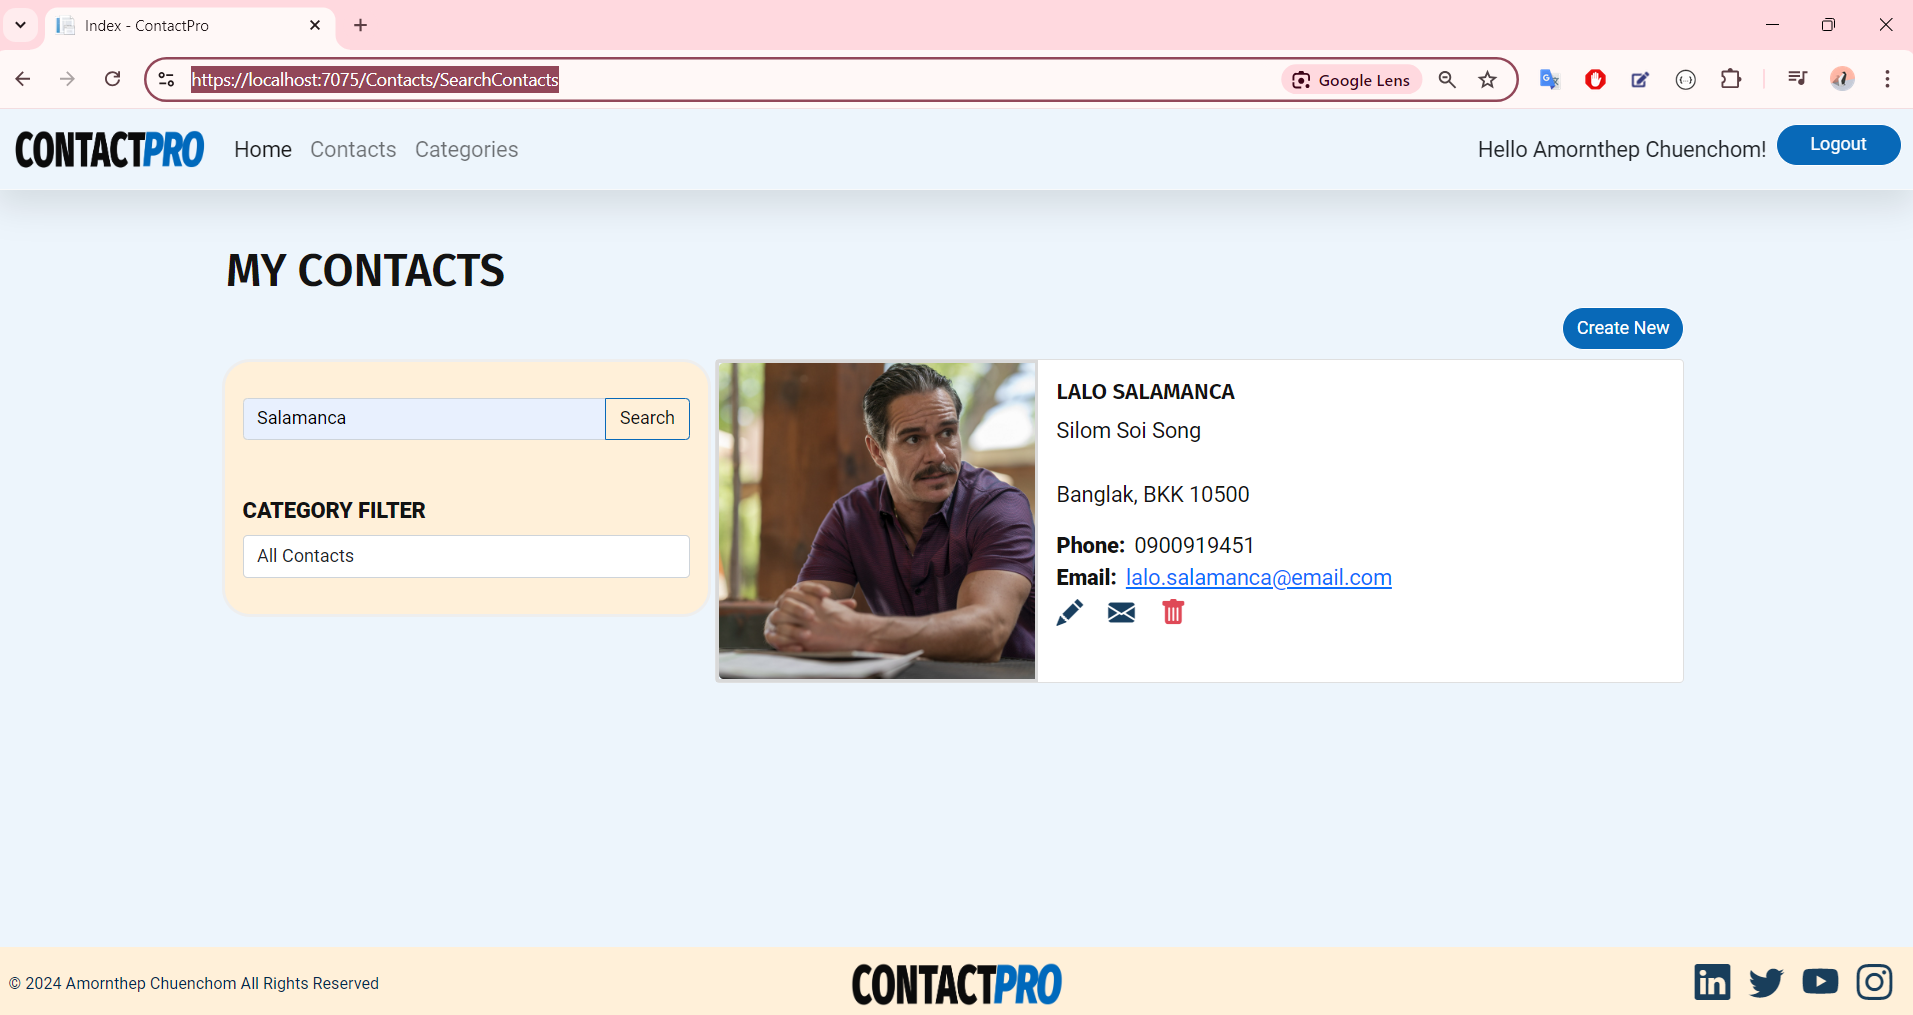 Index - ContactPro
https://localhost:7075/Contacts/SearchContacts
Google Lens
CONTACTPRO
Home
Contacts
Categories
Hello Amornthep Chuenchom!
Logout
MY CONTACTS
Create New
Salamanca
Search
CATEGORY FILTER
All Contacts
LALO SALAMANCA
Silom Soi Song
Banglak, BKK 10500
Phone: 0900919451
Email: lalo.salamanca@email.com
© 2024 Amornthep Chuenchom All Rights Reserved
CONTACTPRO